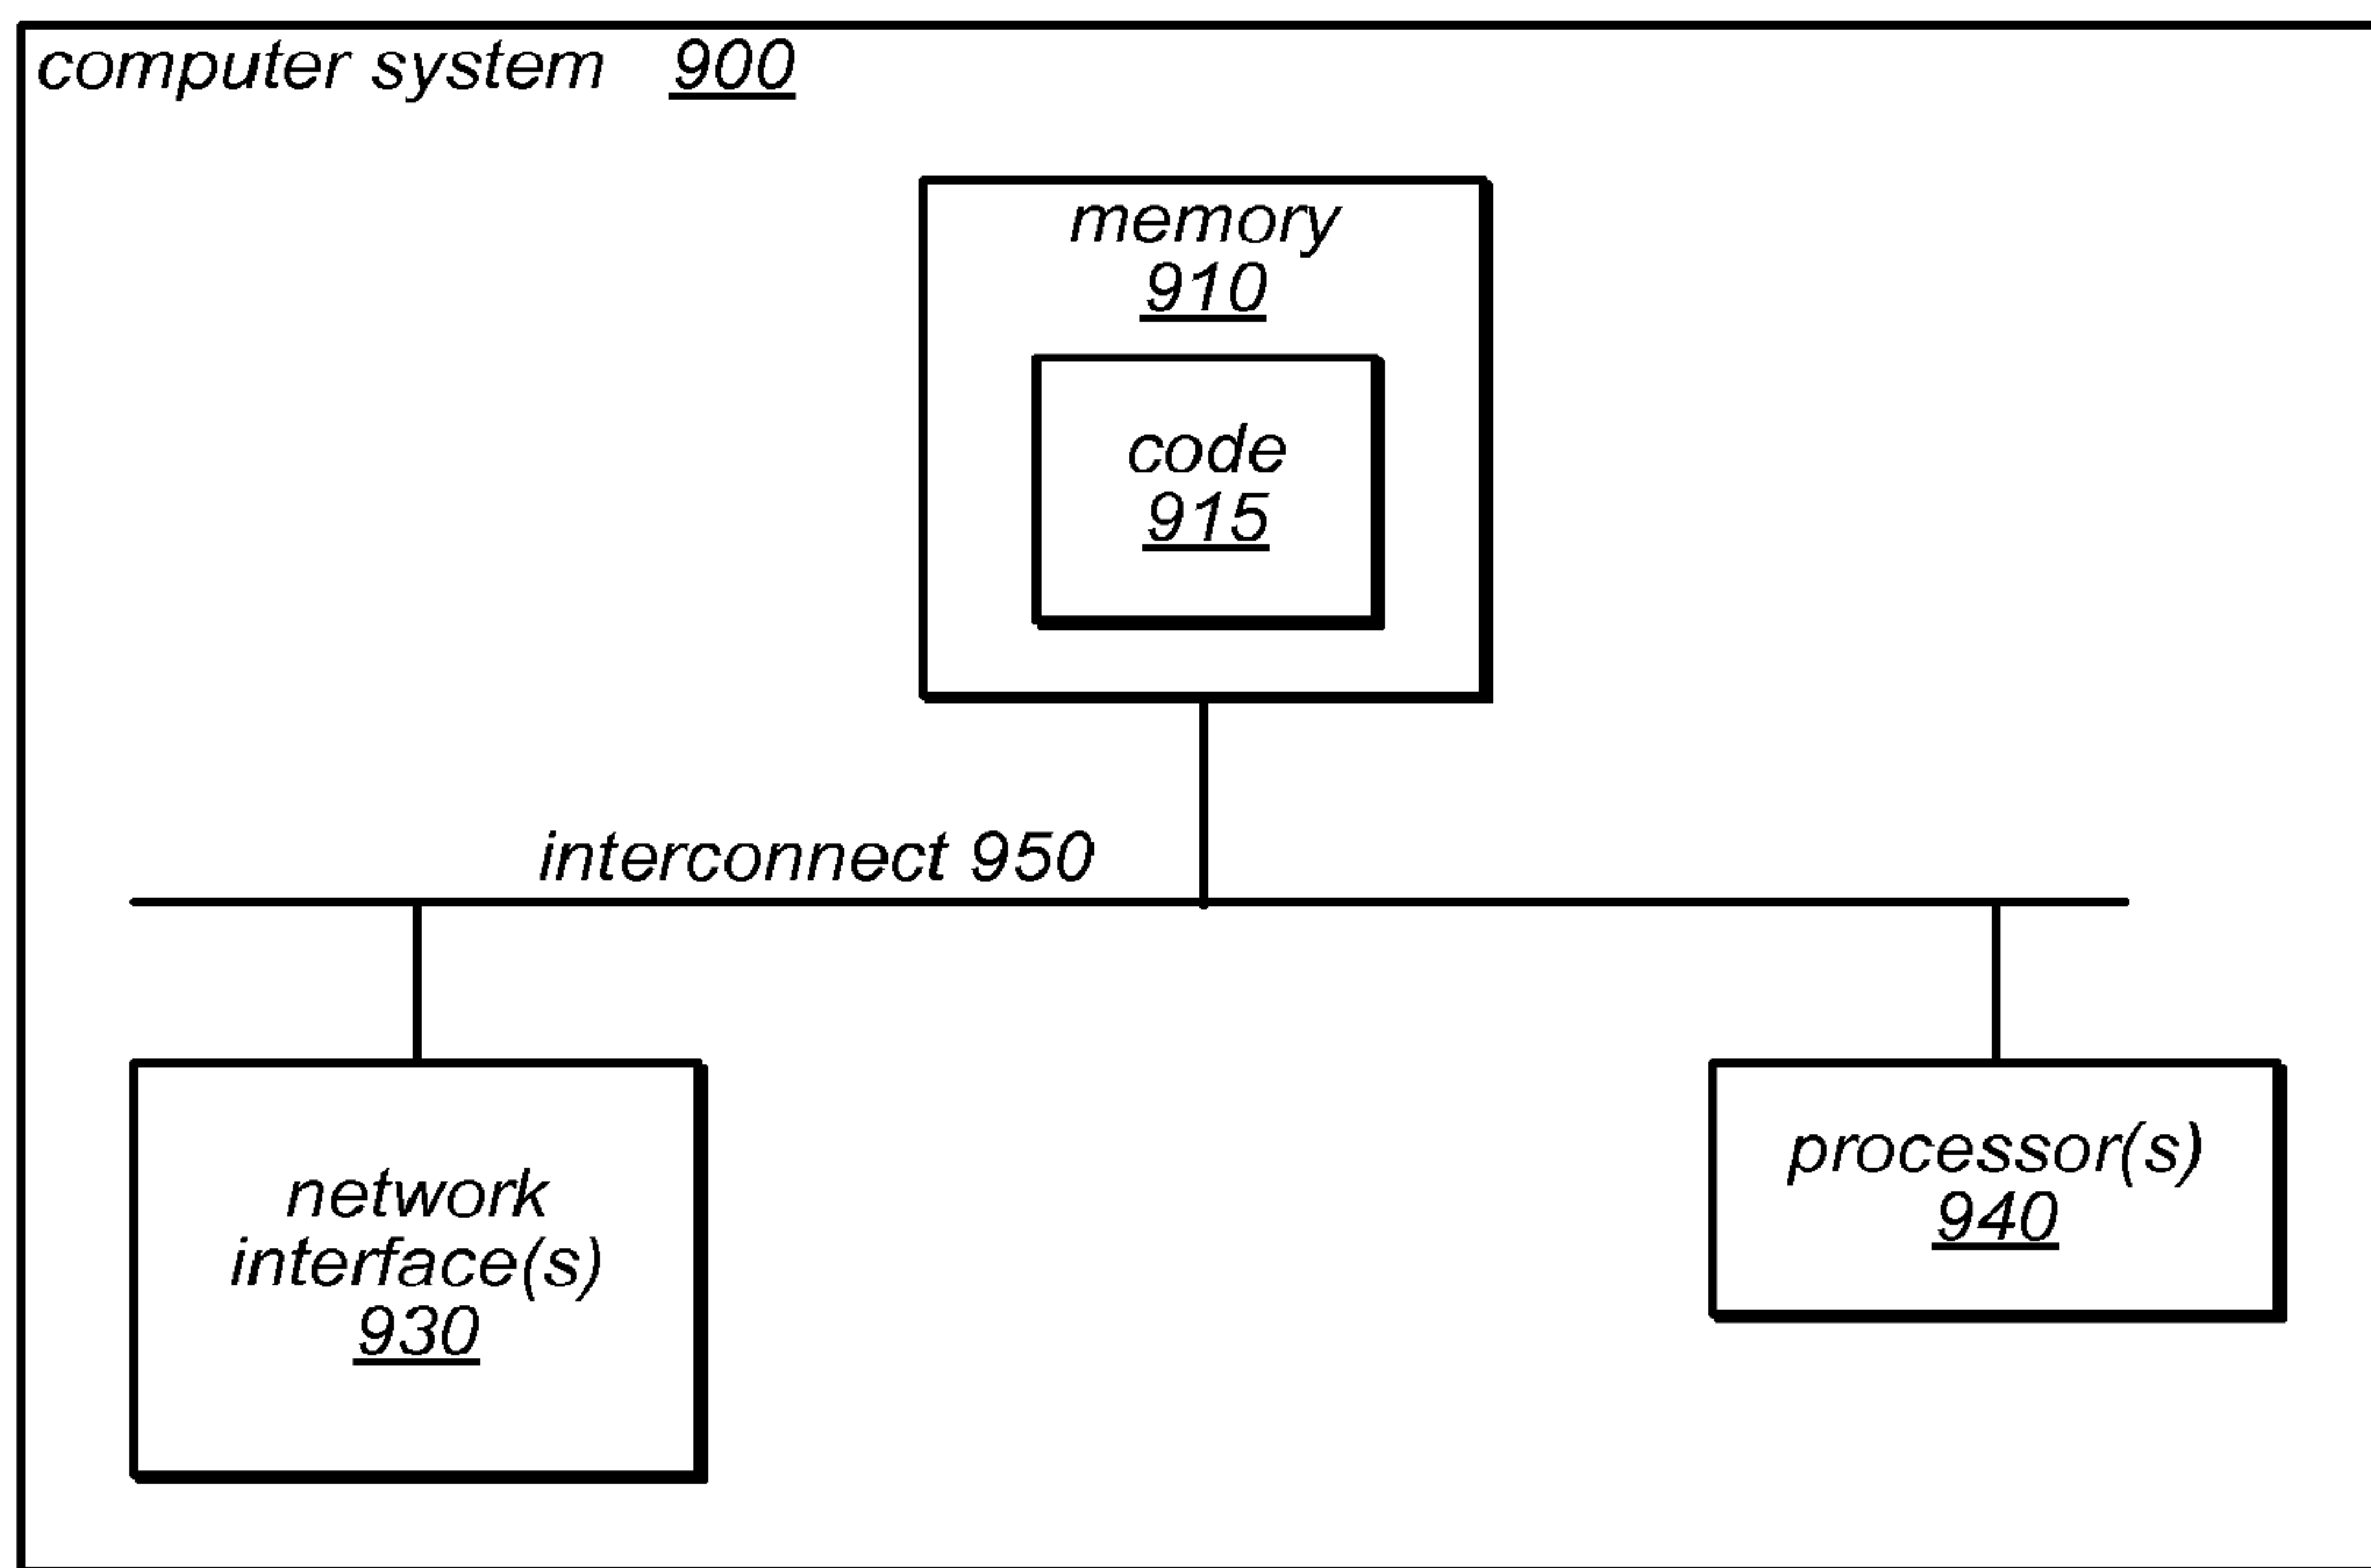 computer system 900
memory
910
code
915
interconnect 950
network
interface(s)
930
processor(s)
940